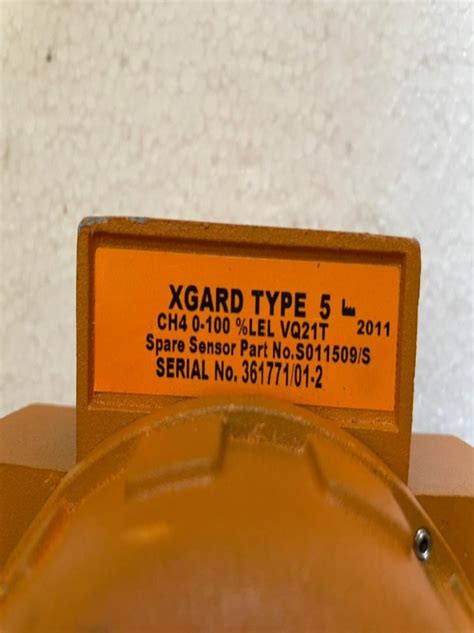 XGARD TYPE 5
2011
CH4 0-100 %LEL VQ21T
Spare Sensor Part No.S011509/S
SERIAL No. 361771/01-2